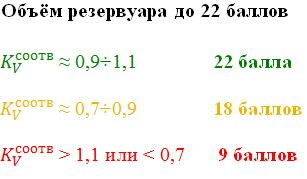 Объём резервуара до 22 баллов
K_V^соотв ≈ 0,9÷1,1 22 балла
K_V^соотв ≈ 0,7÷0,9 18 баллов
K_V^соотв > 1,1 или < 0,7 9 баллов